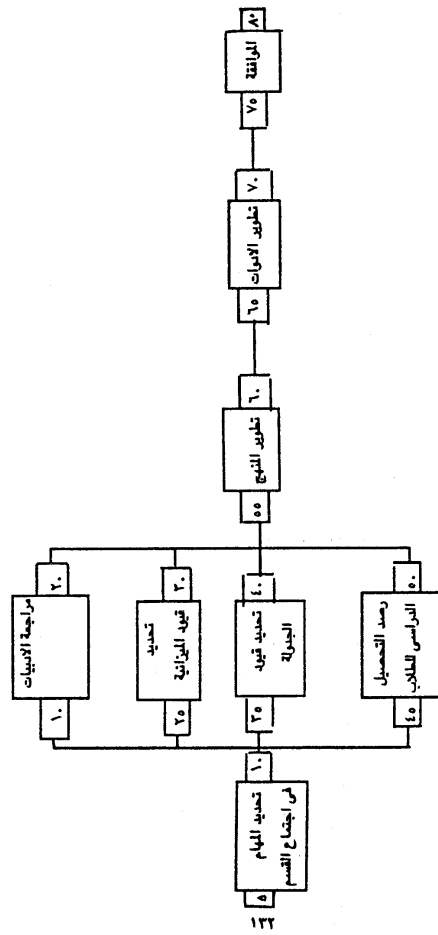 ٥
تحديد المهام
فى اجتماع القسم
١٠
١٠
مراجعة الادبيات
٢٠
٢٥
تحديد
قيود الميزانية
٣٠
٣٥
تحديد قيود
الجدولة
٤٠
٤٥
رصد التحصيل
الدراسى للطلاب
٥٠
٥٥
تطوير المنهج
٦٠
٦٥
تطوير الادوات
٧٠
٧٥
الموافقة
٨٠
١٣٢